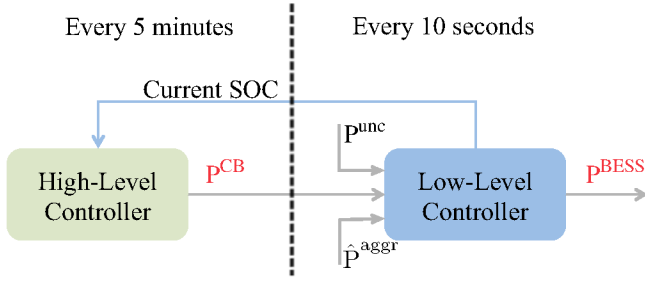 Every 5 minutes
Every 10 seconds
Current SOC
P^unc
High-Level
Controller
P^CB
Low-Level
Controller
P^BESS
P̂^aggr